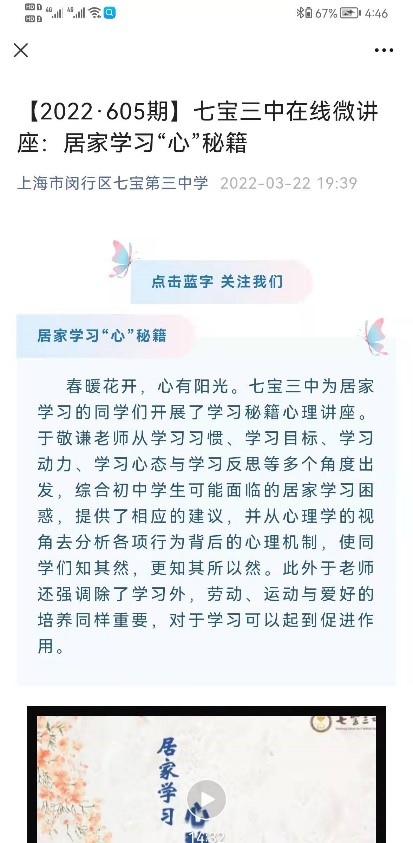 67% 4:46
【2022·605期】七宝三中在线微讲
座：居家学习“心”秘籍
上海市闵行区七宝第三中学 2022-03-22 19:39
点击蓝字 关注我们
居家学习“心”秘籍
春暖花开，心有阳光。七宝三中为居家
学习的同学们开展了学习秘籍心理讲座。
于敬谦老师从学习习惯、学习目标、学习
动力、学习心态与学习反思等多个角度出
发，综合初中学生可能面临的居家学习困
惑，提供了相应的建议，并从心理学的视
角去分析各项行为背后的心理机制，使同
学们知其然，更知其所以然。此外于老师
还强调除了学习外，劳动、运动与爱好的
培养同样重要，对于学习可以起到促进作
用。
七宝三
居家学习
心